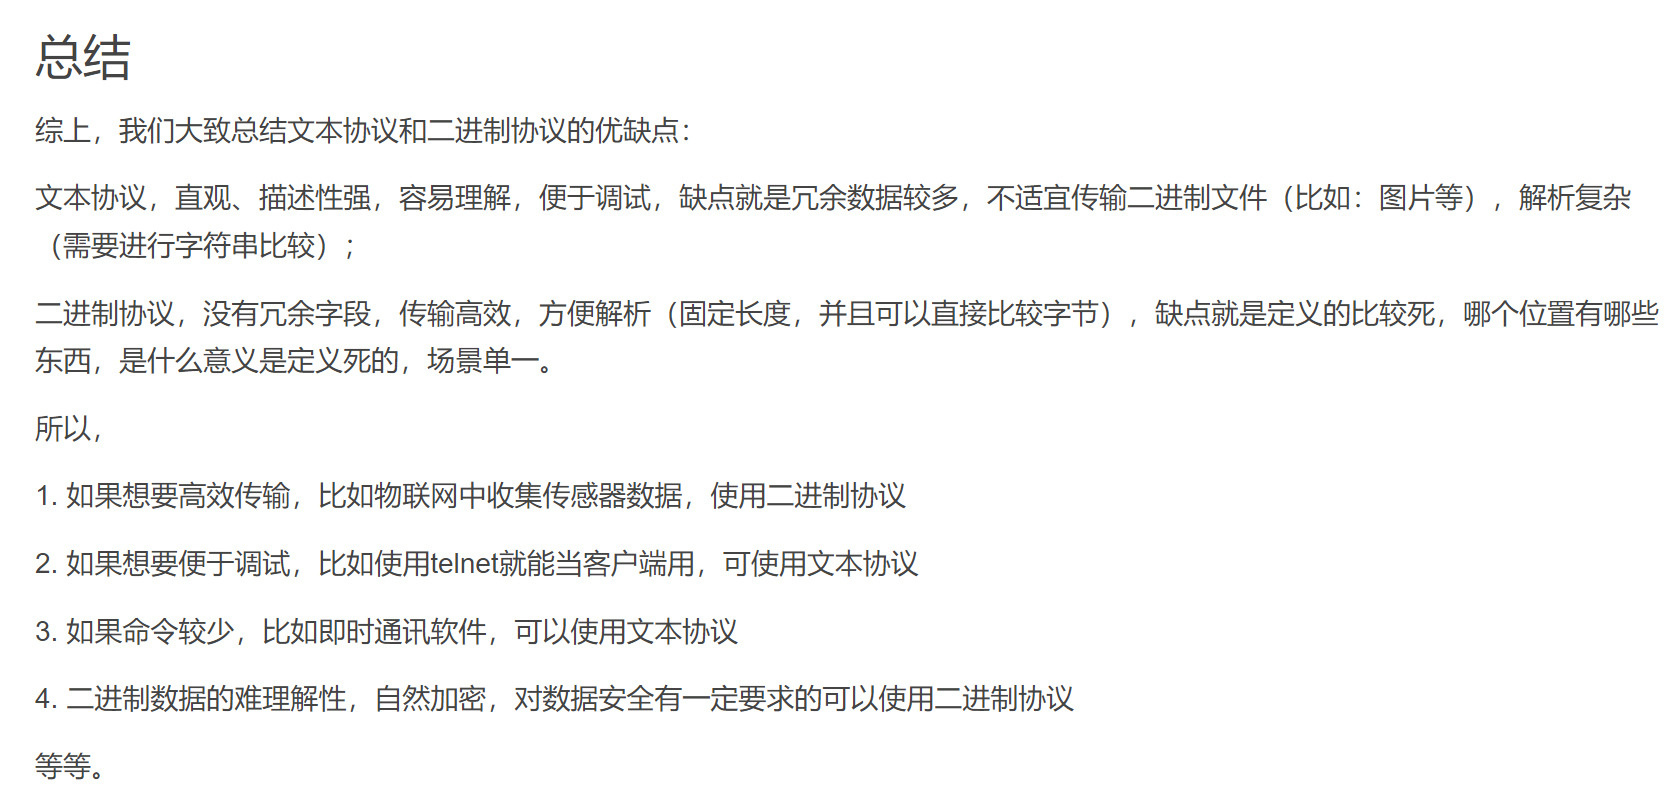 总结
综上，我们大致总结文本协议和二进制协议的优缺点：
文本协议，直观、描述性强，容易理解，便于调试，缺点就是冗余数据较多，不适宜传输二进制文件（比如：图片等），解析复杂
（需要进行字符串比较）；
二进制协议，没有冗余字段，传输高效，方便解析（固定长度，并且可以直接比较字节），缺点就是定义的比较死，哪个位置有哪些
东西，是什么意义是定义死的，场景单一。
所以，
1. 如果想要高效传输，比如物联网中收集传感器数据，使用二进制协议
2. 如果想要便于调试，比如使用telnet就能当客户端用，可使用文本协议
3. 如果命令较少，比如即时通讯软件，可以使用文本协议
4. 二进制数据的难理解性，自然加密，对数据安全有一定要求的可以使用二进制协议
等等。